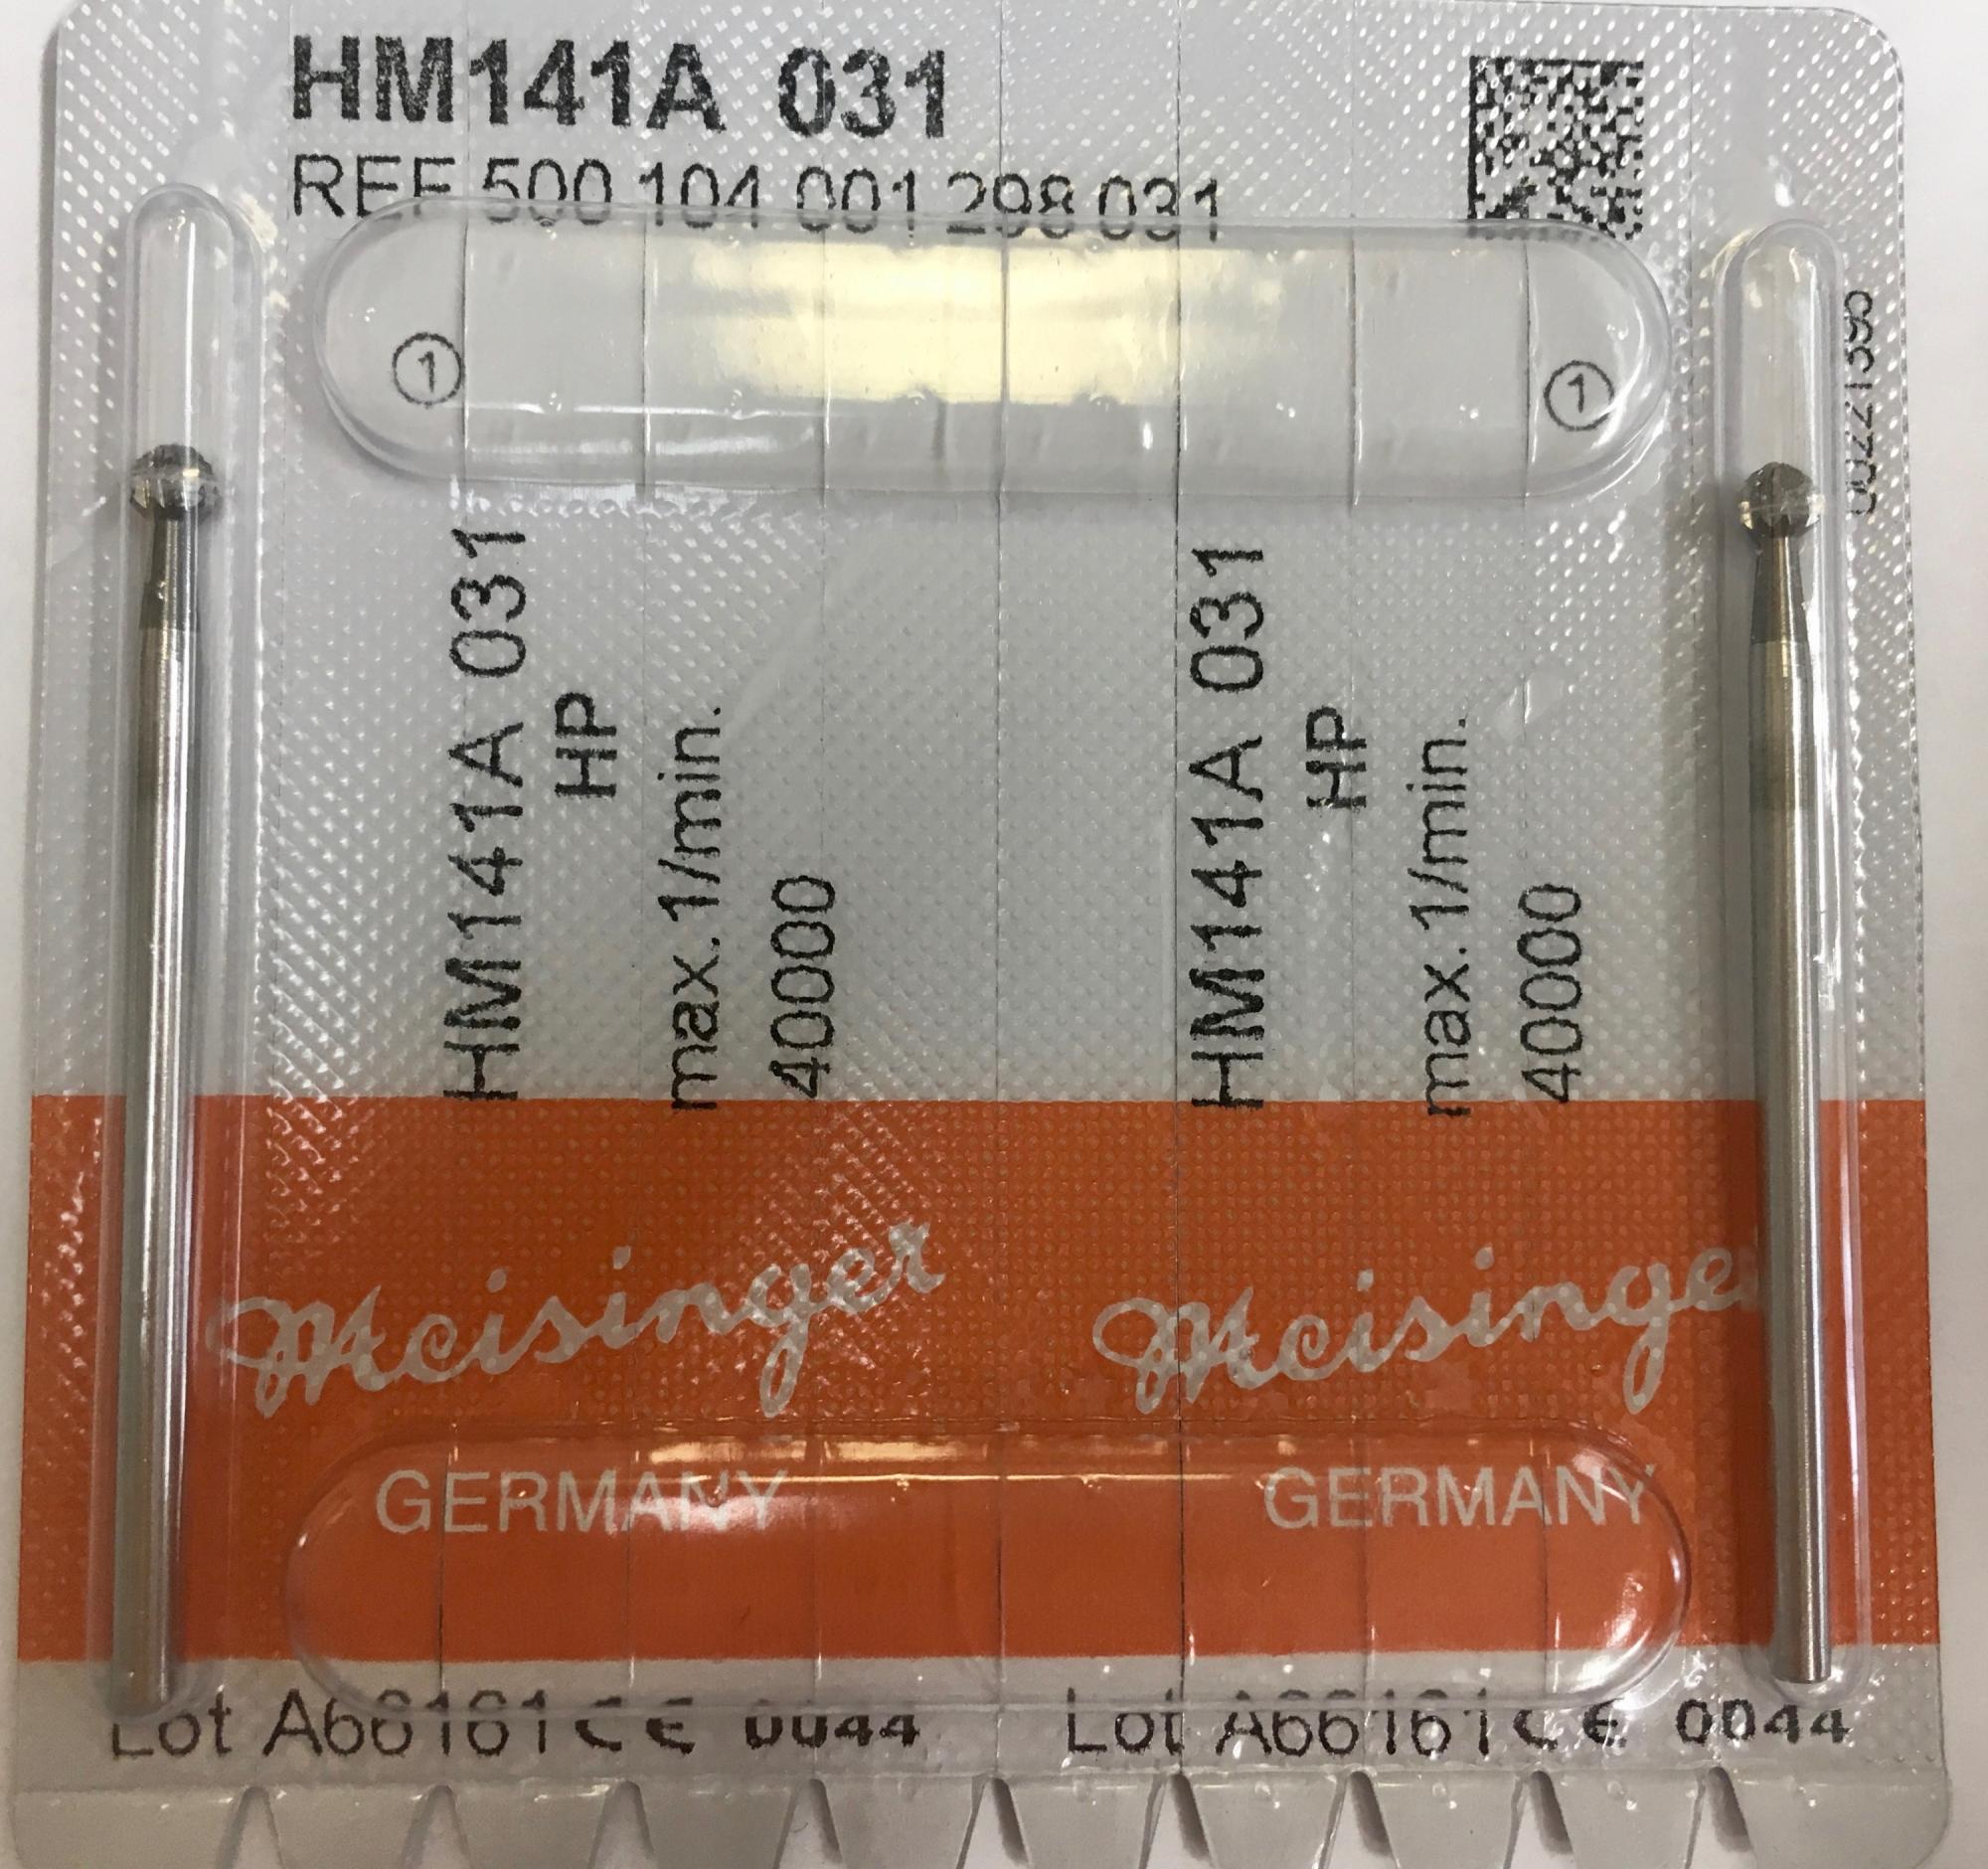 HM141A 031
REF 500 104 001 298 031
1
1
HM141A 031
HP
max.1/min.
40000
HM141A 031
HP
max.1/min.
40000
Meisinger
GERMANY
Meisinge
GERMANY
Lot A66161 CE 0044
Lot A66161 CE 0044